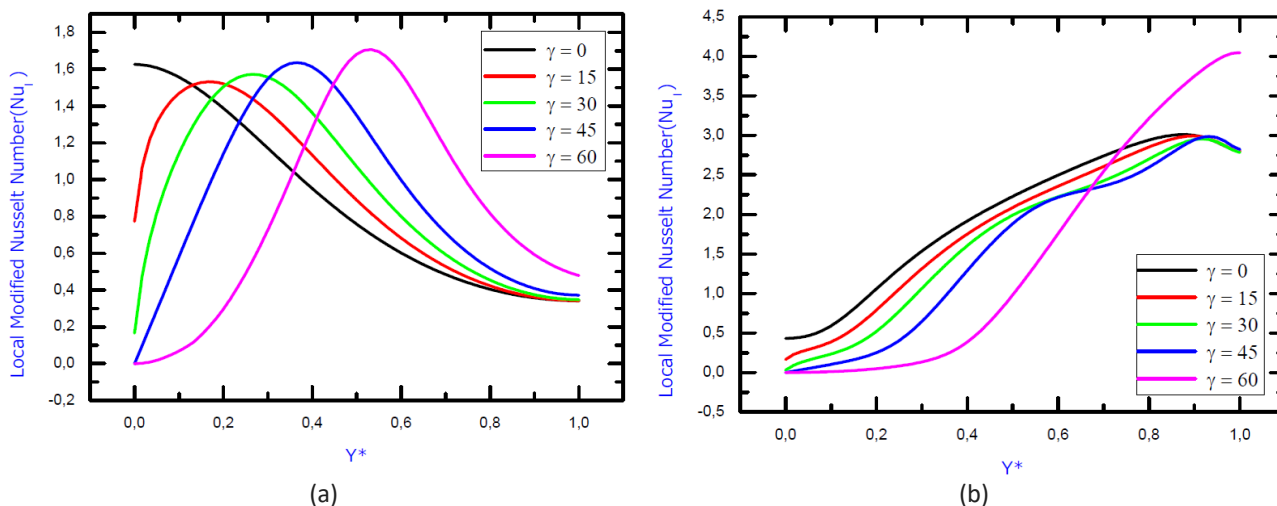 1,8
1,6
1,4
1,2
1,0
0,8
0,6
0,4
0,2
0,0
-0,2
Local Modified Nusselt Number(Nu_l)
γ = 0
γ = 15
γ = 30
γ = 45
γ = 60
0,0 0,2 0,4 0,6 0,8 1,0
Y*
(a)
4,5
4,0
3,5
3,0
2,5
2,0
1,5
1,0
0,5
0,0
-0,5
Local Modified Nusselt Number(Nu_l)
γ = 0
γ = 15
γ = 30
γ = 45
γ = 60
0,0 0,2 0,4 0,6 0,8 1,0
Y*
(b)